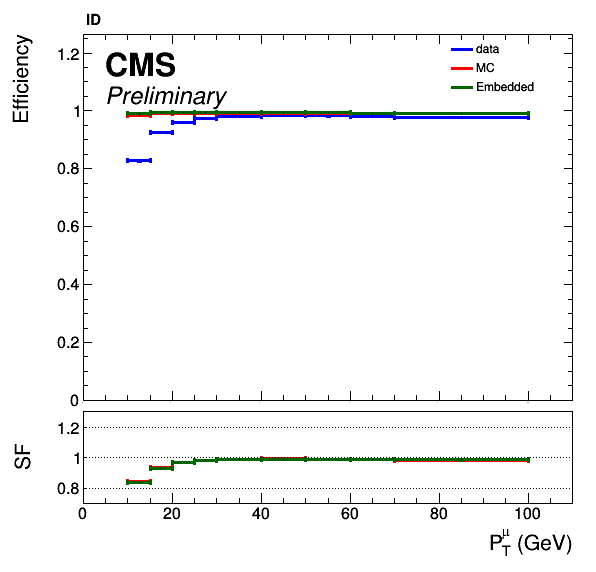 ID
CMS
Preliminary
data
MC
Embedded
Efficiency
1.2
1
0.8
0.6
0.4
0.2
0
SF
1.2
1
0.8
0 20 40 60 80 100
P_T^μ (GeV)